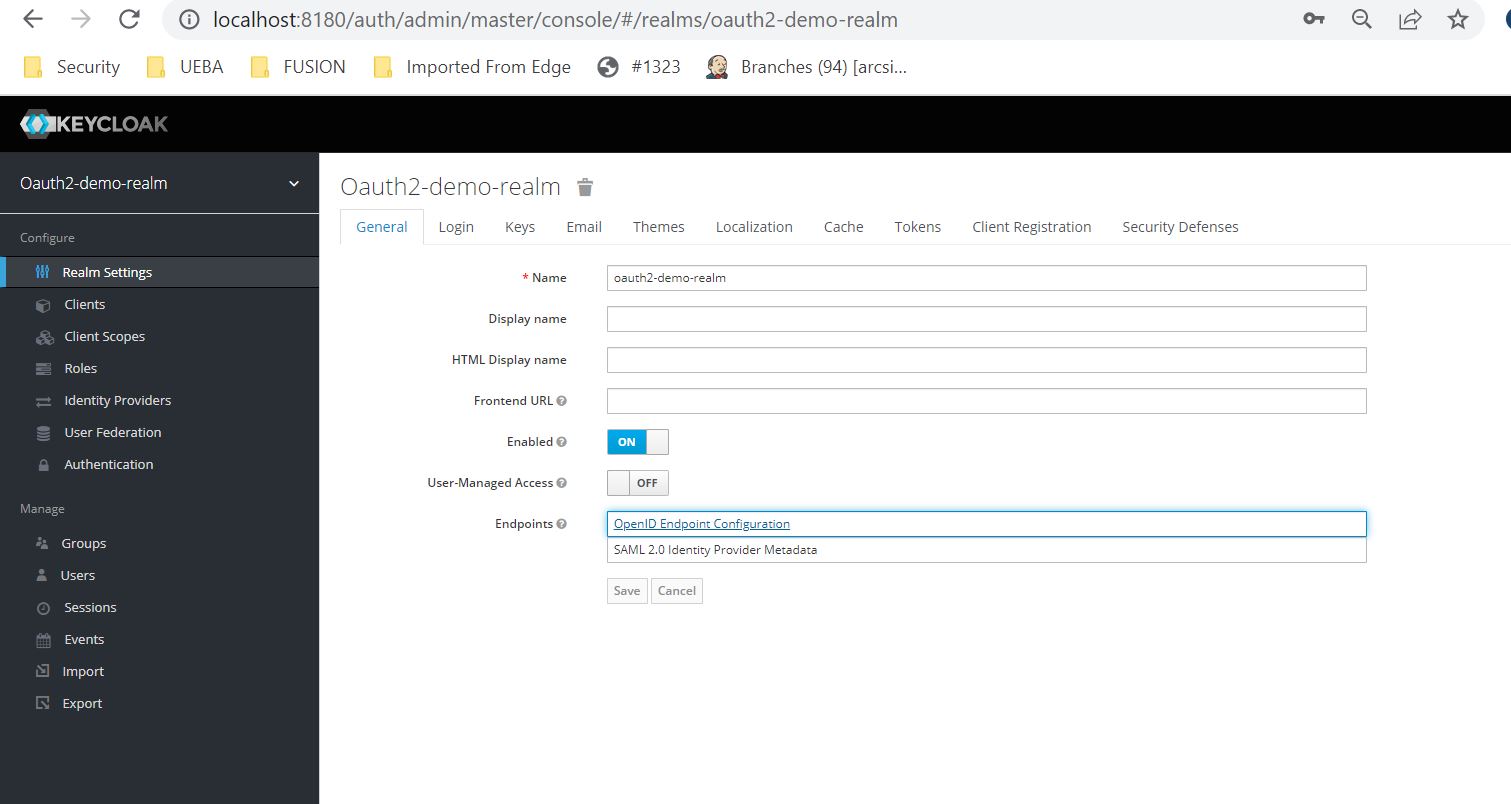 localhost:8180/auth/admin/master/console/#/realms/oauth2-demo-realm
Security UEBA FUSION Imported From Edge #1323 Branches (94) [arcsi...
KEYCLOAK
Oauth2-demo-realm
Configure
Realm Settings
Clients
Client Scopes
Roles
Identity Providers
User Federation
Authentication
Manage
Groups
Users
Sessions
Events
Import
Export
Oauth2-demo-realm
General Login Keys Email Themes Localization Cache Tokens Client Registration Security Defenses
* Name oauth2-demo-realm
Display name
HTML Display name
Frontend URL ?
Enabled ? ON
User-Managed Access ? OFF
Endpoints ? OpenID Endpoint Configuration
SAML 2.0 Identity Provider Metadata
Save Cancel